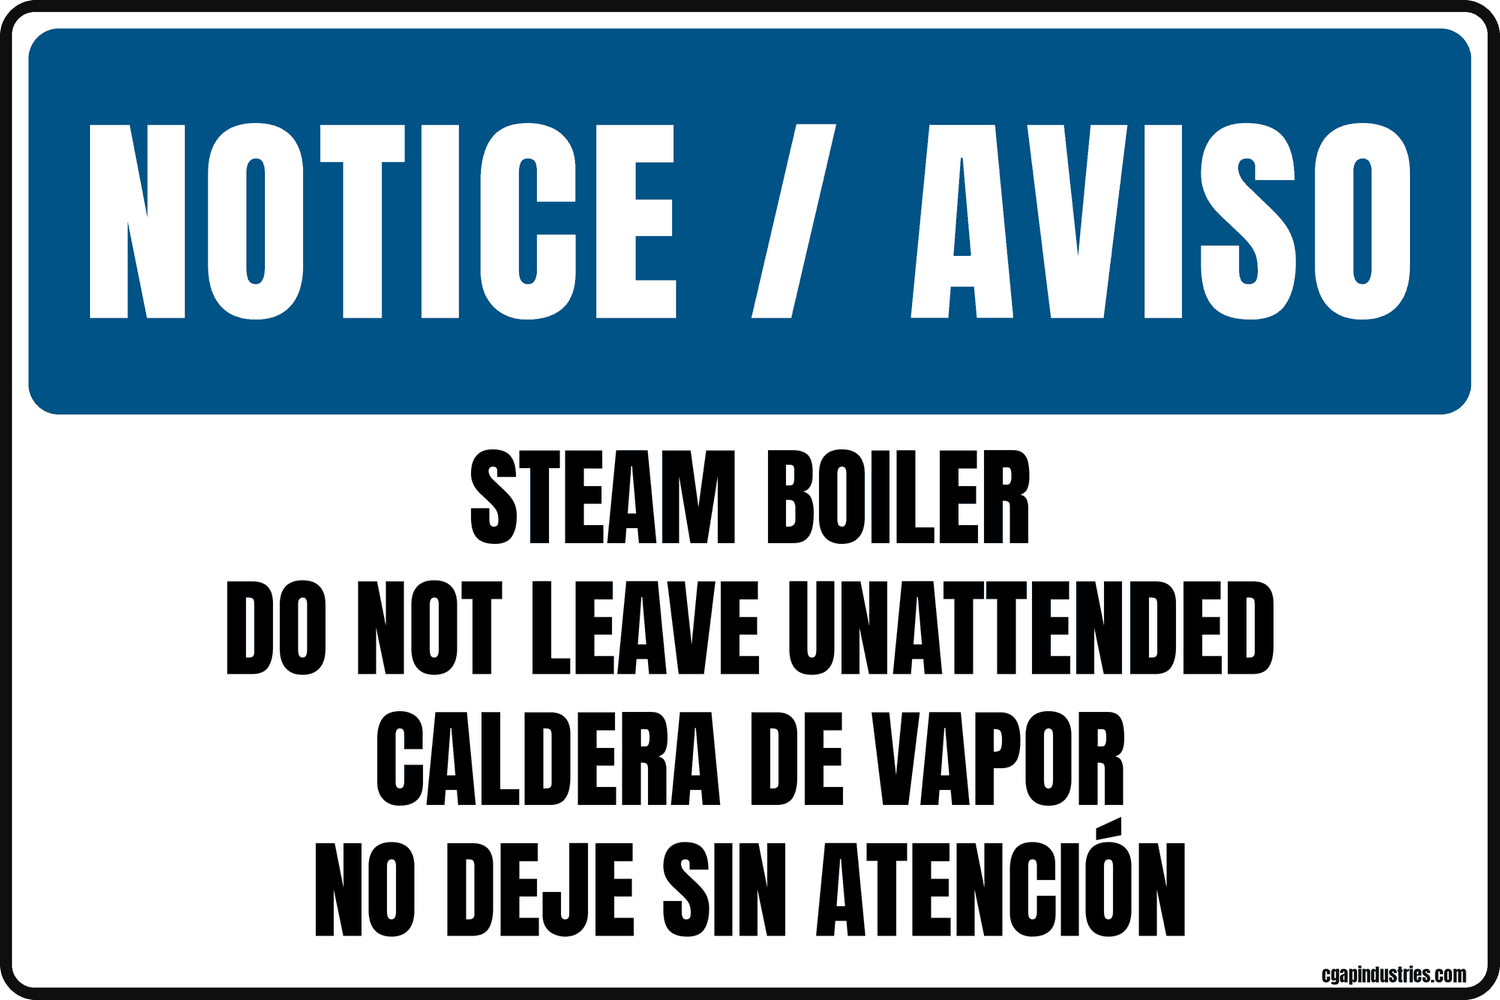 NOTICE / AVISO
STEAM BOILER
DO NOT LEAVE UNATTENDED
CALDERA DE VAPOR
NO DEJE SIN ATENCIÓN
cgapindustries.com